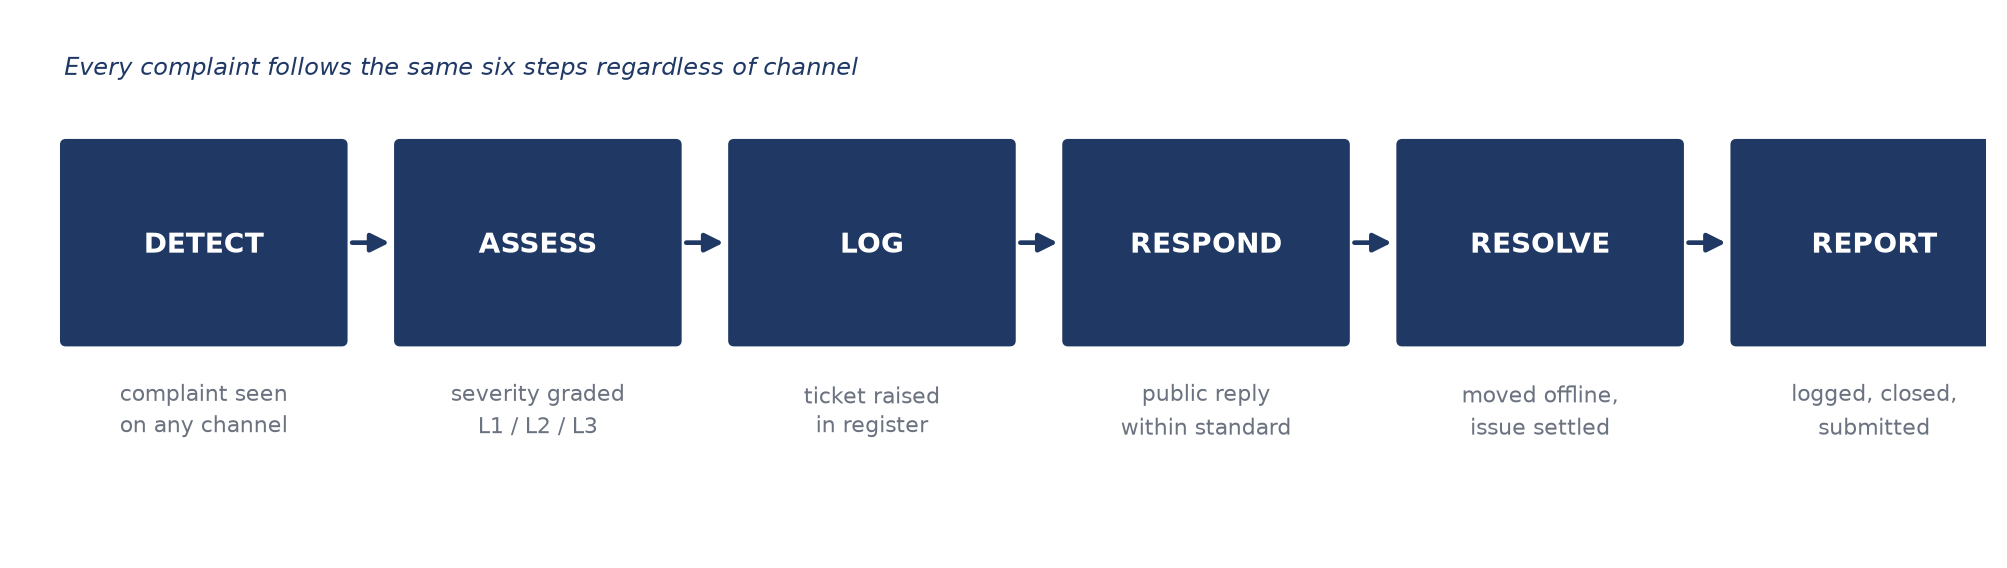 Every complaint follows the same six steps regardless of channel
DETECT
complaint seen
on any channel
ASSESS
severity graded
L1 / L2 / L3
LOG
ticket raised
in register
RESPOND
public reply
within standard
RESOLVE
moved offline,
issue settled
REPORT
logged, closed,
submitted